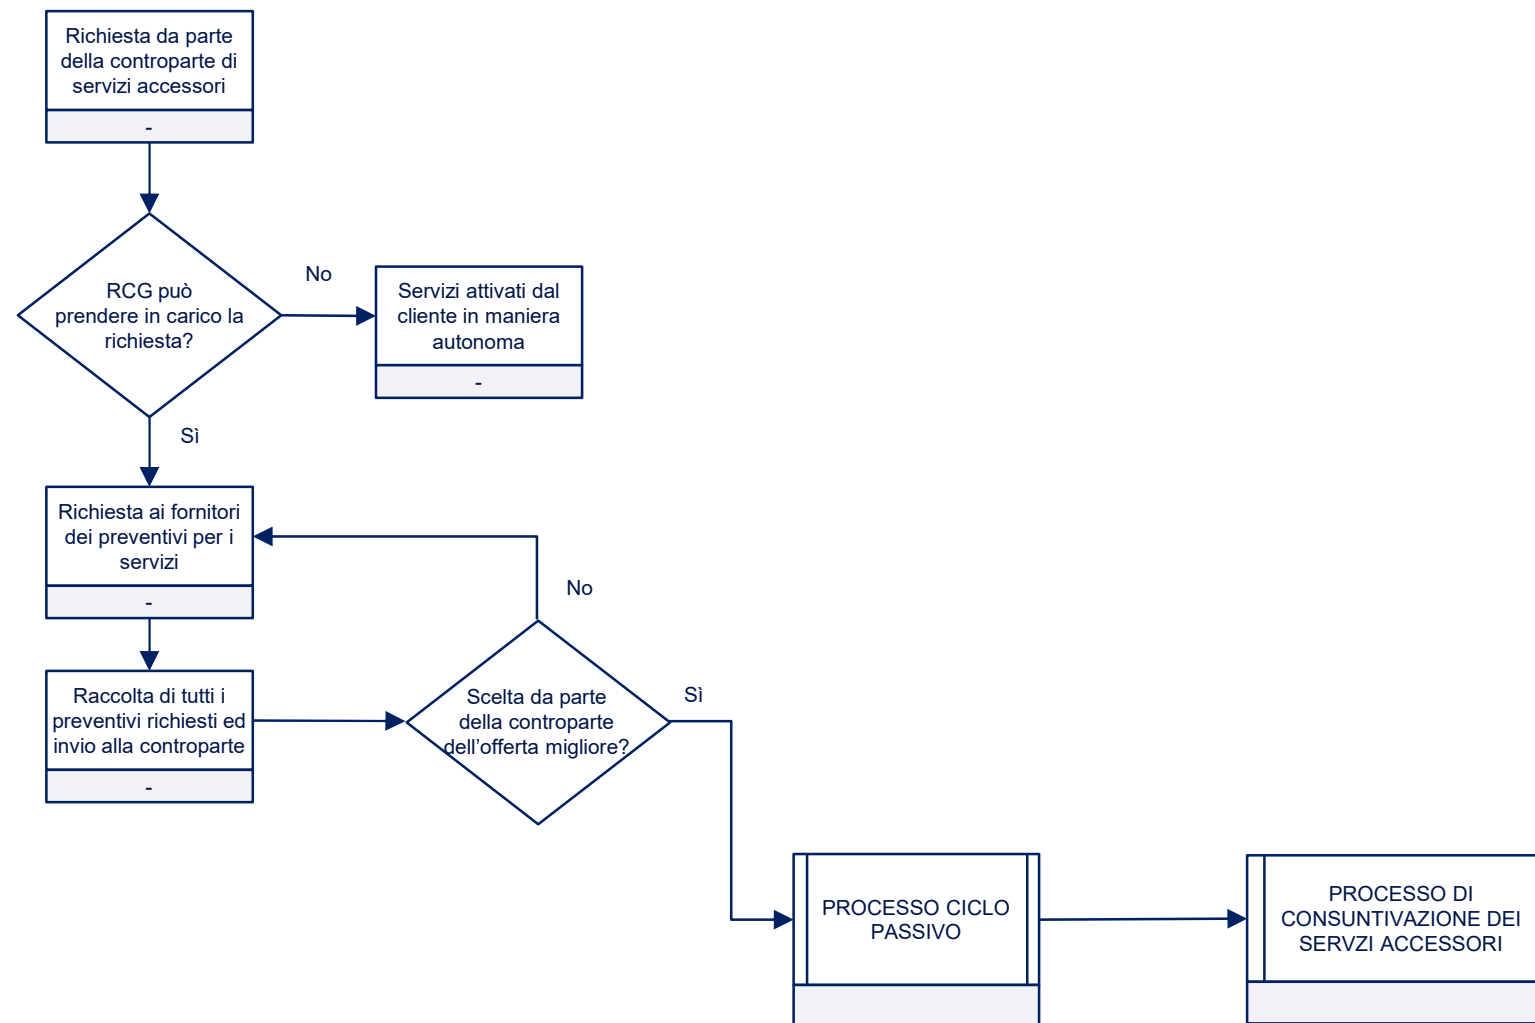 Richiesta da parte
della controparte di
servizi accessori
-
RCG può
prendere in carico la
richiesta?
No
Servizi attivati dal
cliente in maniera
autonoma
-
Sì
Richiesta ai fornitori
dei preventivi per i
servizi
-
No
Raccolta di tutti i
preventivi richiesti ed
invio alla controparte
-
Scelta da parte
della controparte
dell’offerta migliore?
Sì
PROCESSO CICLO
PASSIVO
PROCESSO DI
CONSUNTIVAZIONE DEI
SERVZI ACCESSORI